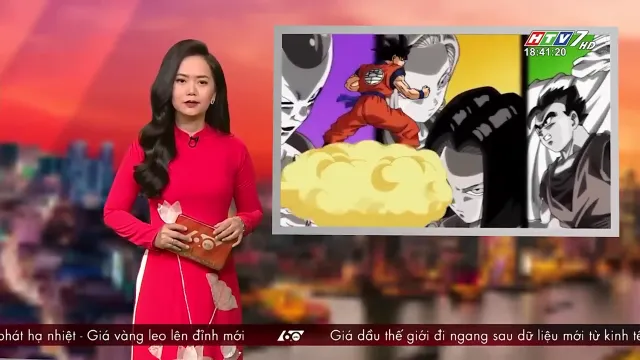 HTV7 HD
18:41:20
phát hạ nhiệt - Giá vàng leo lên đỉnh mới
Giá dầu thế giới đi ngang sau dữ liệu mới từ kinh tế